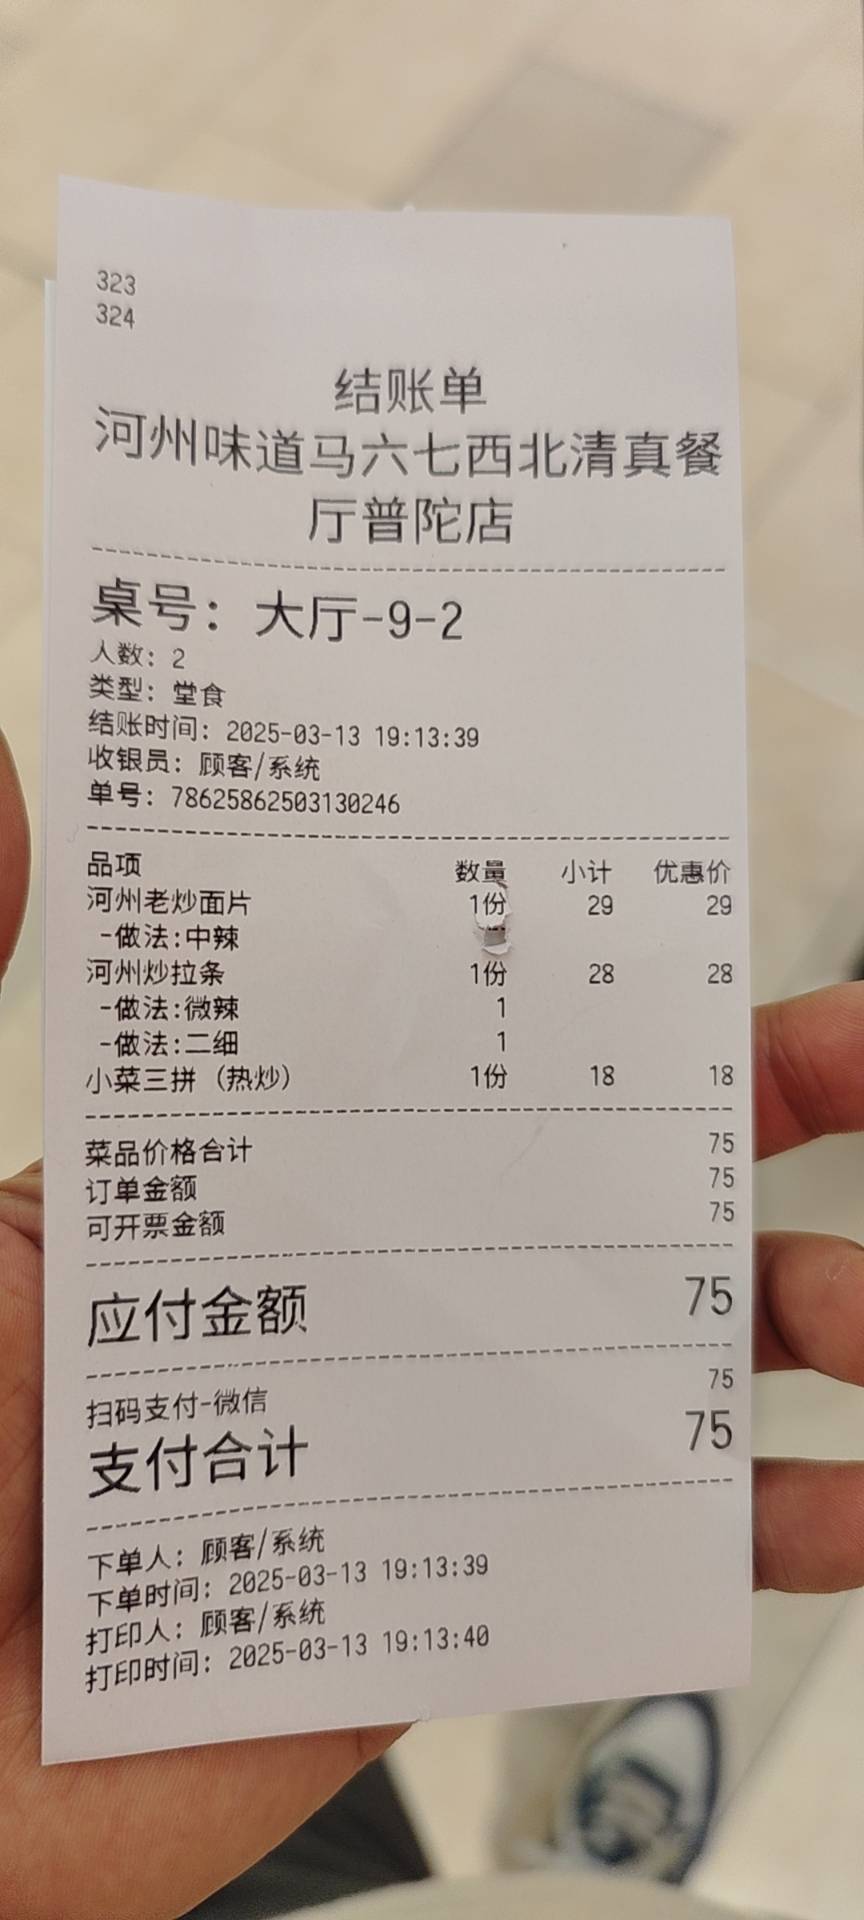 323
324
结账单
河州味道马六七西北清真餐
厅普陀店
桌号：大厅-9-2
人数：2
类型：堂食
结账时间：2025-03-13 19:13:39
收银员：顾客/系统
单号：78625862503130246
品项 数量 小计 优惠价
河州老炒面片 1份 29 29
-做法:中辣
河州炒拉条 1份 28 28
-做法:微辣 1
-做法:二细 1
小菜三拼（热炒） 1份 18 18
菜品价格合计 75
订单金额 75
可开票金额 75
应付金额 75
扫码支付-微信 75
支付合计 75
下单人：顾客/系统
下单时间：2025-03-13 19:13:39
打印人：顾客/系统
打印时间：2025-03-13 19:13:40